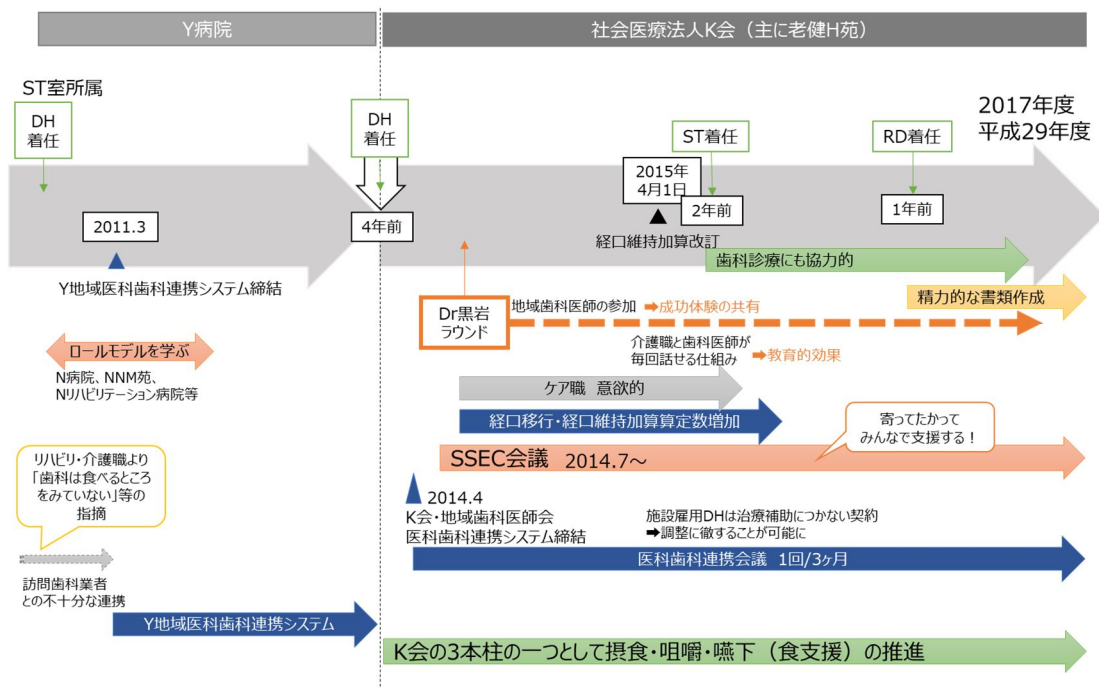 Y病院
社会医療法人K会（主に老健H苑）
ST室所属
DH
着任
DH
着任
ST着任
RD着任
2017年度
平成29年度
2011.3
4年前
2015年
4月1日
2年前
1年前
経口維持加算改訂
Y地域医科歯科連携システム締結
歯科診療にも協力的
精力的な書類作成
Dr黒岩
ラウンド
地域歯科医師の参加 ➡成功体験の共有
介護職と歯科医師が
毎回話せる仕組み ➡教育的効果
ロールモデルを学ぶ
N病院、NNM苑、
Nリハビリテーション病院等
ケア職 意欲的
経口移行・経口維持加算算定数増加
寄ってたかって
みんなで支援する！
SSEC会議 2014.7～
リハビリ・介護職より
「歯科は食べるところ
をみていない」等の
指摘
2014.4
K会・地域歯科医師会
医科歯科連携システム締結
施設雇用DHは治療補助につかない契約
➡調整に徹することが可能に
医科歯科連携会議 1回/3ヶ月
訪問歯科業者
との不十分な連携
Y地域医科歯科連携システム
K会の3本柱の一つとして摂食・咀嚼・嚥下（食支援）の推進